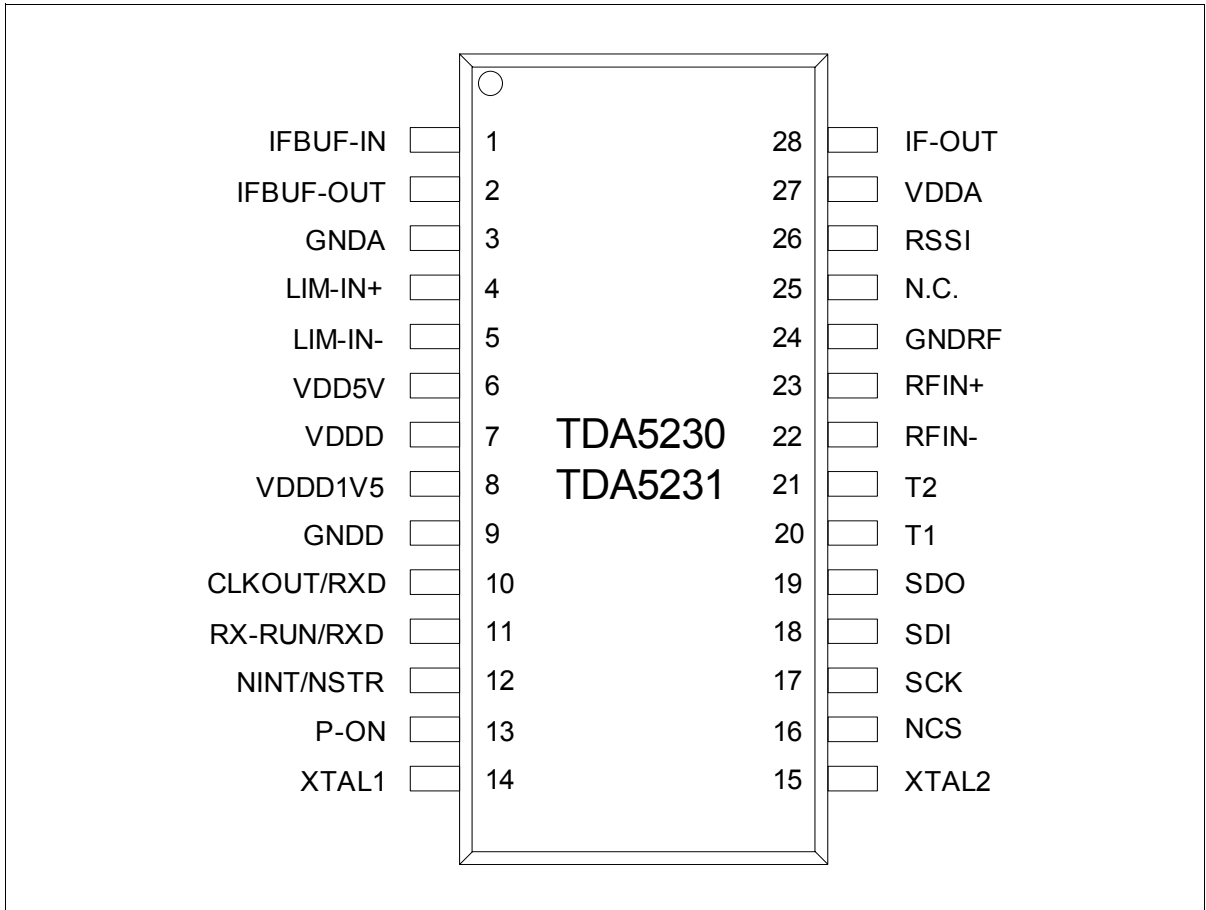 IFBUF-IN 1 28 IF-OUT
IFBUF-OUT 2 27 VDDA
GNDA 3 26 RSSI
LIM-IN+ 4 25 N.C.
LIM-IN- 5 24 GNDRF
VDD5V 6 23 RFIN+
VDDD 7 TDA5230 22 RFIN-
VDDD1V5 8 TDA5231 21 T2
GNDD 9 20 T1
CLKOUT/RXD 10 19 SDO
RX-RUN/RXD 11 18 SDI
NINT/NSTR 12 17 SCK
P-ON 13 16 NCS
XTAL1 14 15 XTAL2